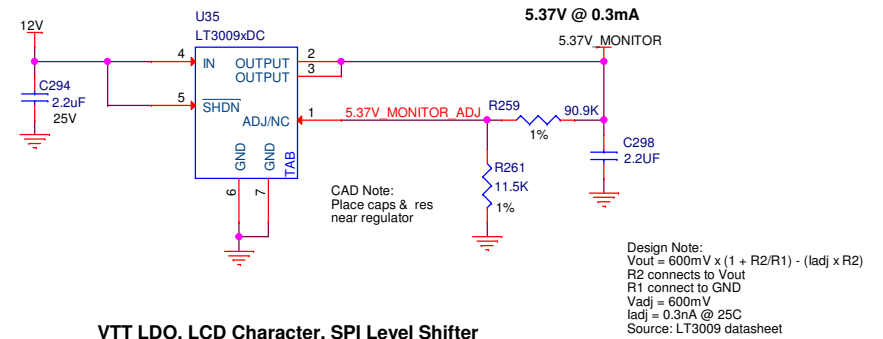 5.37V @ 0.3mA
12V
U35
LT3009xDC
5.37V_MONITOR
4
IN
OUTPUT
2
OUTPUT
3
C294
2.2uF
25V
5
SHDN
ADJ/NC
1
5.37V_MONITOR_ADJ
R259
90.9K
1%
C298
2.2UF
GND
GND
TAB
6
7
R261
11.5K
1%
CAD Note:
Place caps & res
near regulator
Design Note:
Vout = 600mV x (1 + R2/R1) - (Iadj x R2)
R2 connects to Vout
R1 connect to GND
Vadj = 600mV
Iadj = 0.3nA @ 25C
Source: LT3009 datasheet
VTT LDO, LCD Character, SPI Level Shifter